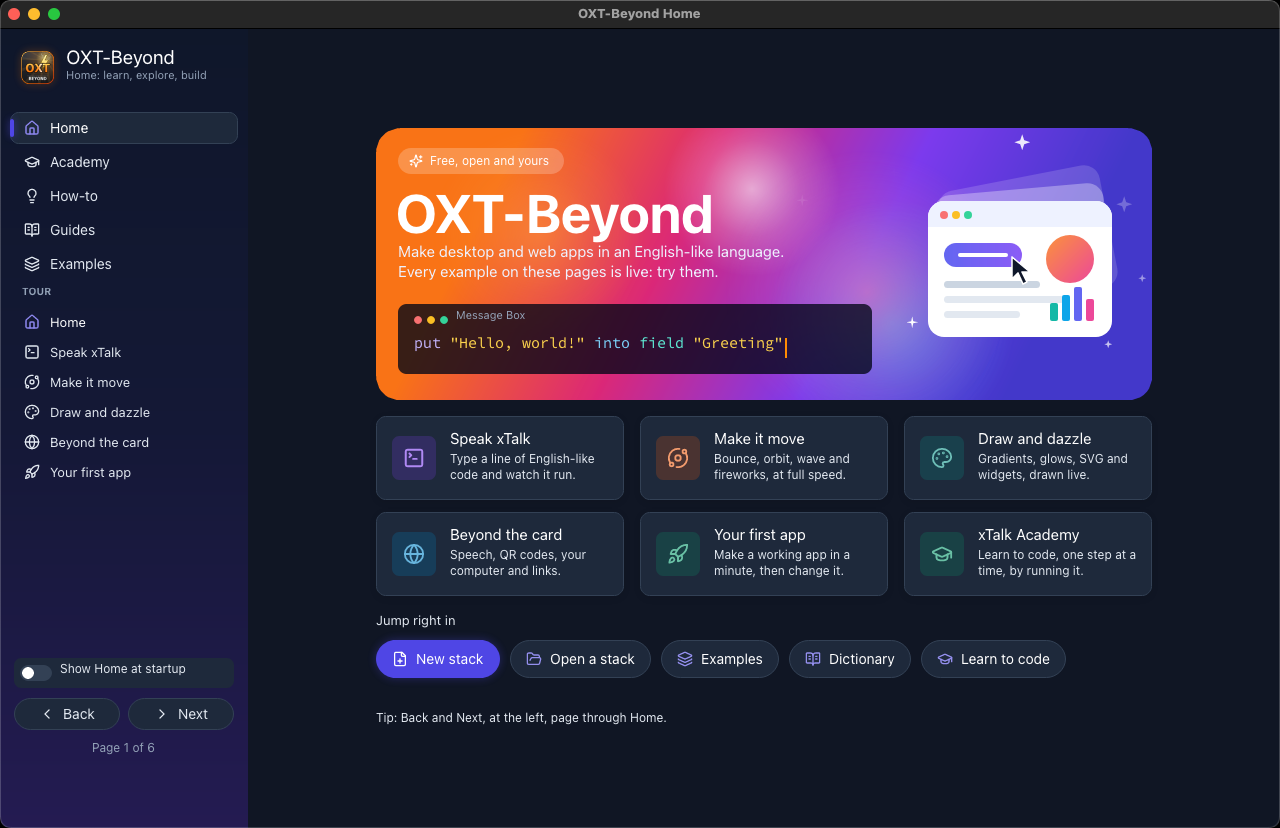 OXT-Beyond Home
OXT
BEYOND
OXT-Beyond
Home: learn, explore, build
Home
Academy
How-to
Guides
Examples
TOUR
Home
Speak xTalk
Make it move
Draw and dazzle
Beyond the card
Your first app
Show Home at startup
Back
Next
Page 1 of 6
Free, open and yours
OXT-Beyond
Make desktop and web apps in an English-like language.
Every example on these pages is live: try them.
Message Box
put "Hello, world!" into field "Greeting"
Speak xTalk
Type a line of English-like
code and watch it run.
Make it move
Bounce, orbit, wave and
fireworks, at full speed.
Draw and dazzle
Gradients, glows, SVG and
widgets, drawn live.
Beyond the card
Speech, QR codes, your
computer and links.
Your first app
Make a working app in a
minute, then change it.
xTalk Academy
Learn to code, one step at a
time, by running it.
Jump right in
New stack
Open a stack
Examples
Dictionary
Learn to code
Tip: Back and Next, at the left, page through Home.